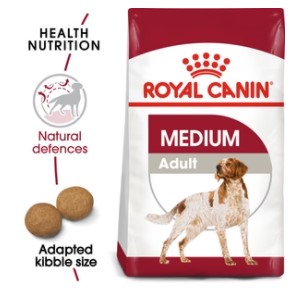 HEALTH
NUTRITION
Natural
defences
Adapted
kibble size
ROYAL CANIN
MEDIUM
Adult